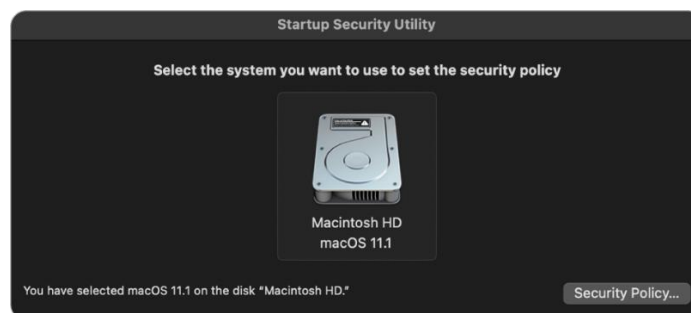 Startup Security Utility
Select the system you want to use to set the security policy
Macintosh HD
macOS 11.1
You have selected macOS 11.1 on the disk “Macintosh HD.”
Security Policy...